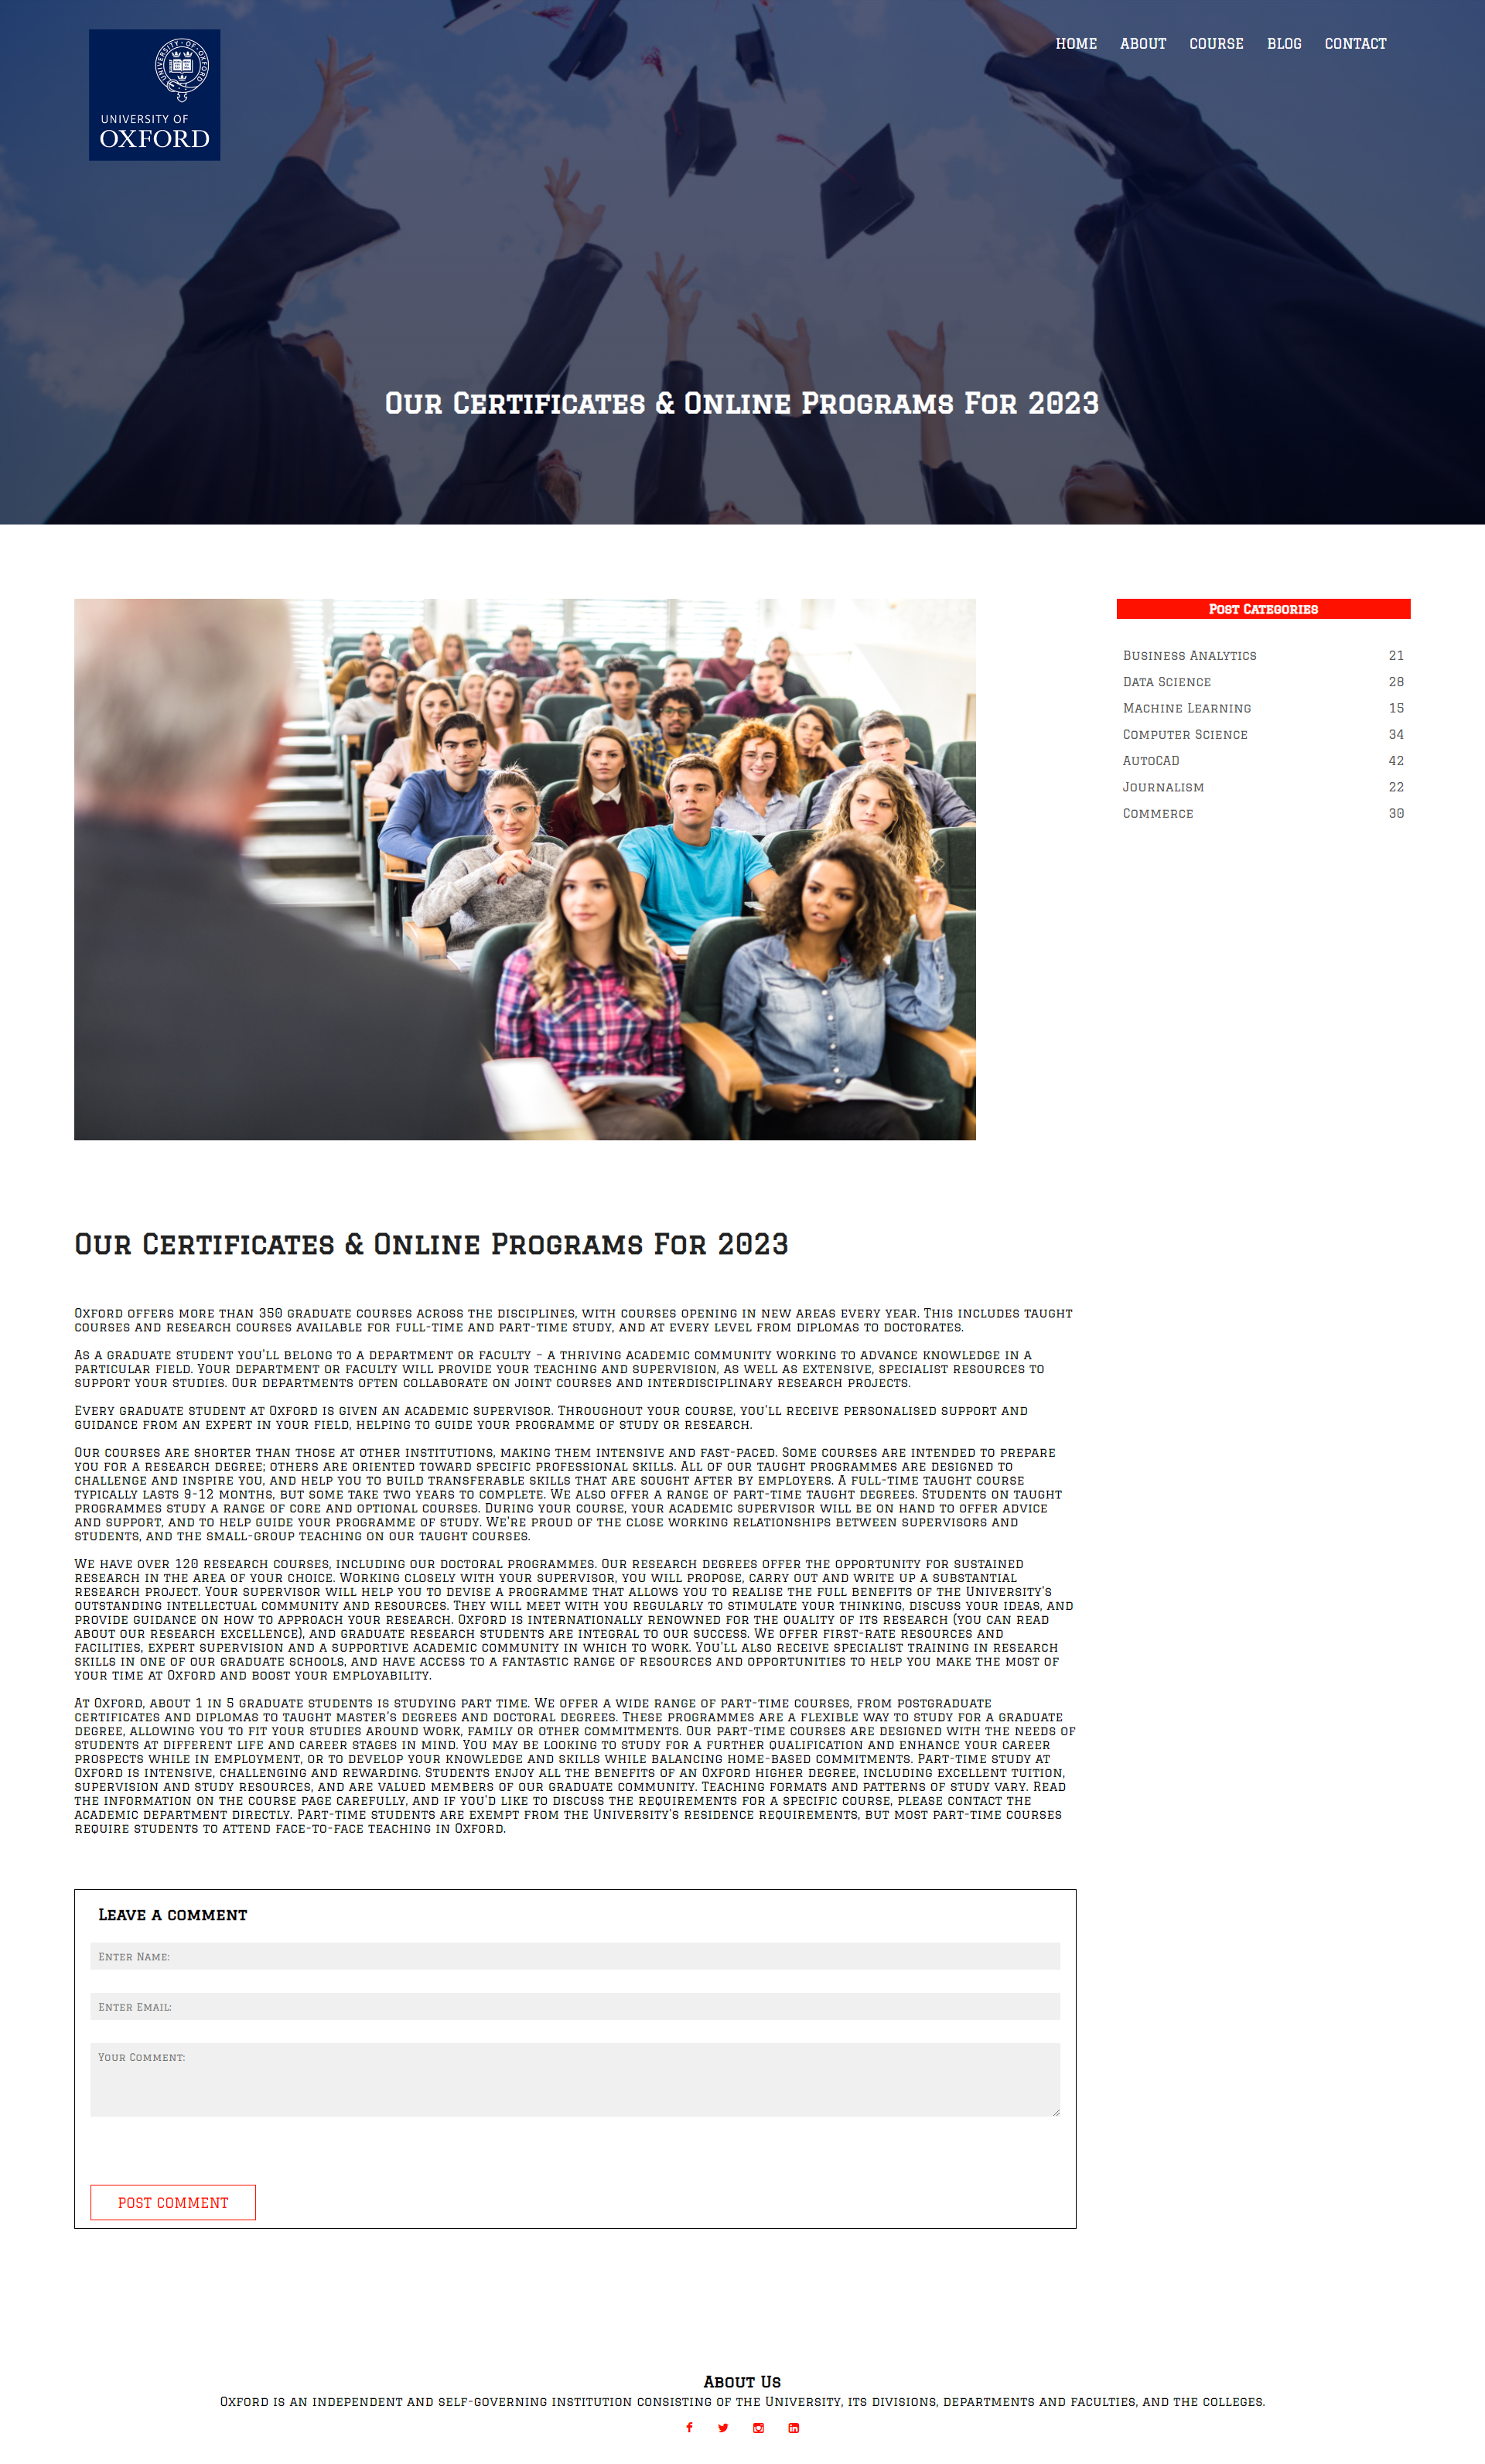 UNIVERSITY OF OXFORD
UNIVERSITY OF
OXFORD
HOME ABOUT COURSE BLOG CONTACT
Our Certificates & Online Programs For 2023
Post Categories
Business Analytics 21
Data Science 28
Machine Learning 15
Computer Science 34
AutoCAD 42
Journalism 22
Commerce 30
Our Certificates & Online Programs For 2023
Oxford offers more than 350 graduate courses across the disciplines, with courses opening in new areas every year. This includes taught
courses and research courses available for full-time and part-time study, and at every level from diplomas to doctorates.
As a graduate student you'll belong to a department or faculty – a thriving academic community working to advance knowledge in a
particular field. Your department or faculty will provide your teaching and supervision, as well as extensive, specialist resources to
support your studies. Our departments often collaborate on joint courses and interdisciplinary research projects.
Every graduate student at Oxford is given an academic supervisor. Throughout your course, you'll receive personalised support and
guidance from an expert in your field, helping to guide your programme of study or research.
Our courses are shorter than those at other institutions, making them intensive and fast-paced. Some courses are intended to prepare
you for a research degree; others are oriented toward specific professional skills. All of our taught programmes are designed to
challenge and inspire you, and help you to build transferable skills that are sought after by employers. A full-time taught course
typically lasts 9-12 months, but some take two years to complete. We also offer a range of part-time taught degrees. Students on taught
programmes study a range of core and optional courses. During your course, your academic supervisor will be on hand to offer advice
and support, and to help guide your programme of study. We're proud of the close working relationships between supervisors and
students, and the small-group teaching on our taught courses.
We have over 120 research courses, including our doctoral programmes. Our research degrees offer the opportunity for sustained
research in the area of your choice. Working closely with your supervisor, you will propose, carry out and write up a substantial
research project. Your supervisor will help you to devise a programme that allows you to realise the full benefits of the University's
outstanding intellectual community and resources. They will meet with you regularly to stimulate your thinking, discuss your ideas, and
provide guidance on how to approach your research. Oxford is internationally renowned for the quality of its research (you can read
about our research excellence), and graduate research students are integral to our success. We offer first-rate resources and
facilities, expert supervision and a supportive academic community in which to work. You'll also receive specialist training in research
skills in one of our graduate schools, and have access to a fantastic range of resources and opportunities to help you make the most of
your time at Oxford and boost your employability.
At Oxford, about 1 in 5 graduate students is studying part time. We offer a wide range of part-time courses, from postgraduate
certificates and diplomas to taught master's degrees and doctoral degrees. These programmes are a flexible way to study for a graduate
degree, allowing you to fit your studies around work, family or other commitments. Our part-time courses are designed with the needs of
students at different life and career stages in mind. You may be looking to study for a further qualification and enhance your career
prospects while in employment, or to develop your knowledge and skills while balancing home-based commitments. Part-time study at
Oxford is intensive, challenging and rewarding. Students enjoy all the benefits of an Oxford higher degree, including excellent tuition,
supervision and study resources, and are valued members of our graduate community. Teaching formats and patterns of study vary. Read
the information on the course page carefully, and if you'd like to discuss the requirements for a specific course, please contact the
academic department directly. Part-time students are exempt from the University's residence requirements, but most part-time courses
require students to attend face-to-face teaching in Oxford.
Leave a comment
Enter Name:
Enter Email:
Your Comment:
POST COMMENT
About Us
Oxford is an independent and self-governing institution consisting of the University, its divisions, departments and faculties, and the colleges.